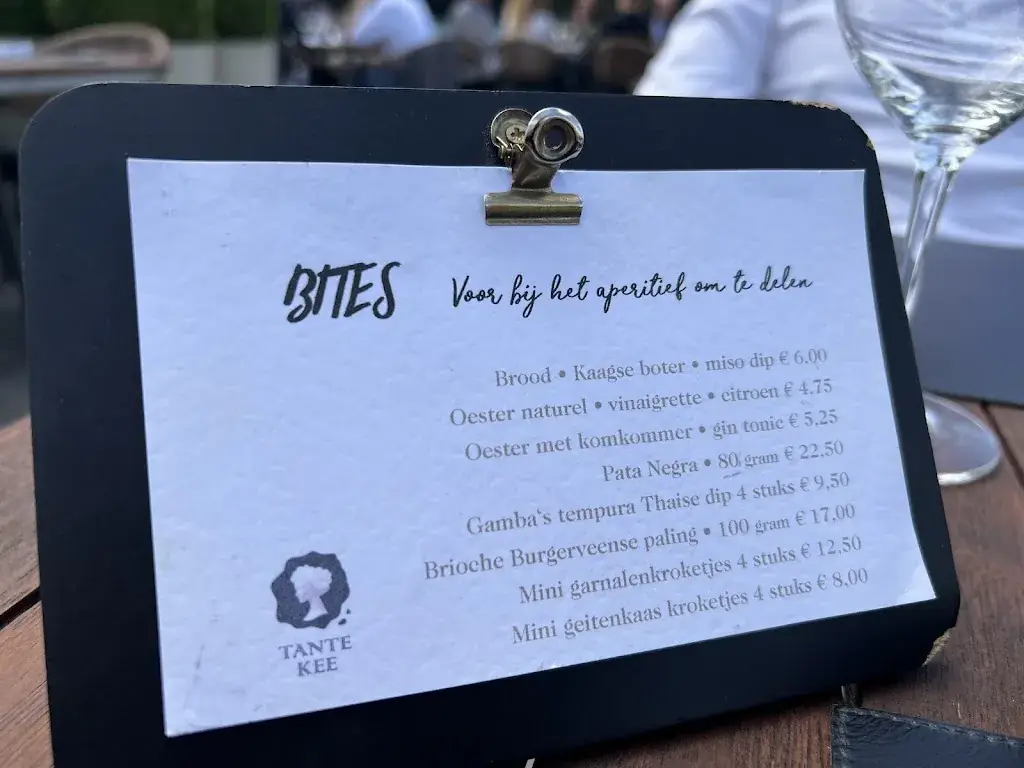 BITES Voor bij het aperitief om te delen
Brood • Kaagse boter • miso dip € 6.00
Oester naturel • vinaigrette • citroen € 4.75
Oester met komkommer • gin tonic € 5,25
Pata Negra • 80 gram € 22,50
Gamba's tempura Thaise dip 4 stuks € 9,50
Brioche Burgerveense paling • 100 gram € 17,00
Mini garnalenkroketjes 4 stuks € 12,50
Mini geitenkaas kroketjes 4 stuks € 8,00
TANTE
KEE